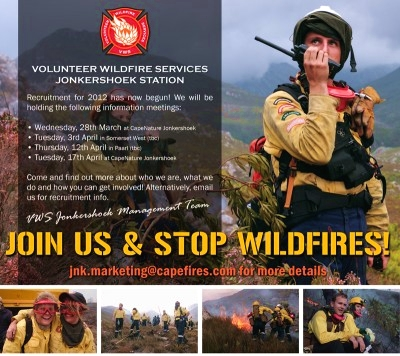 VOLUNTEER WILDFIRE SERVICES
JONKERSHOEK STATION
Recruitment for 2012 has now begun! We will be
holding the following information meetings:
• Wednesday, 28th March at CapeNature Jonkershoek
• Tuesday, 3rd April in Somerset West (tbc)
• Thursday, 12th April in Paarl (tbc)
• Tuesday, 17th April at CapeNature Jonkershoek
Come and find out more about who we are, what we
do and how you can get involved! Alternatively, email
us for recruitment info.
VWS Jonkershoek Management Team
JOIN US & STOP WILDFIRES!
jnk.marketing@capefires.com for more details